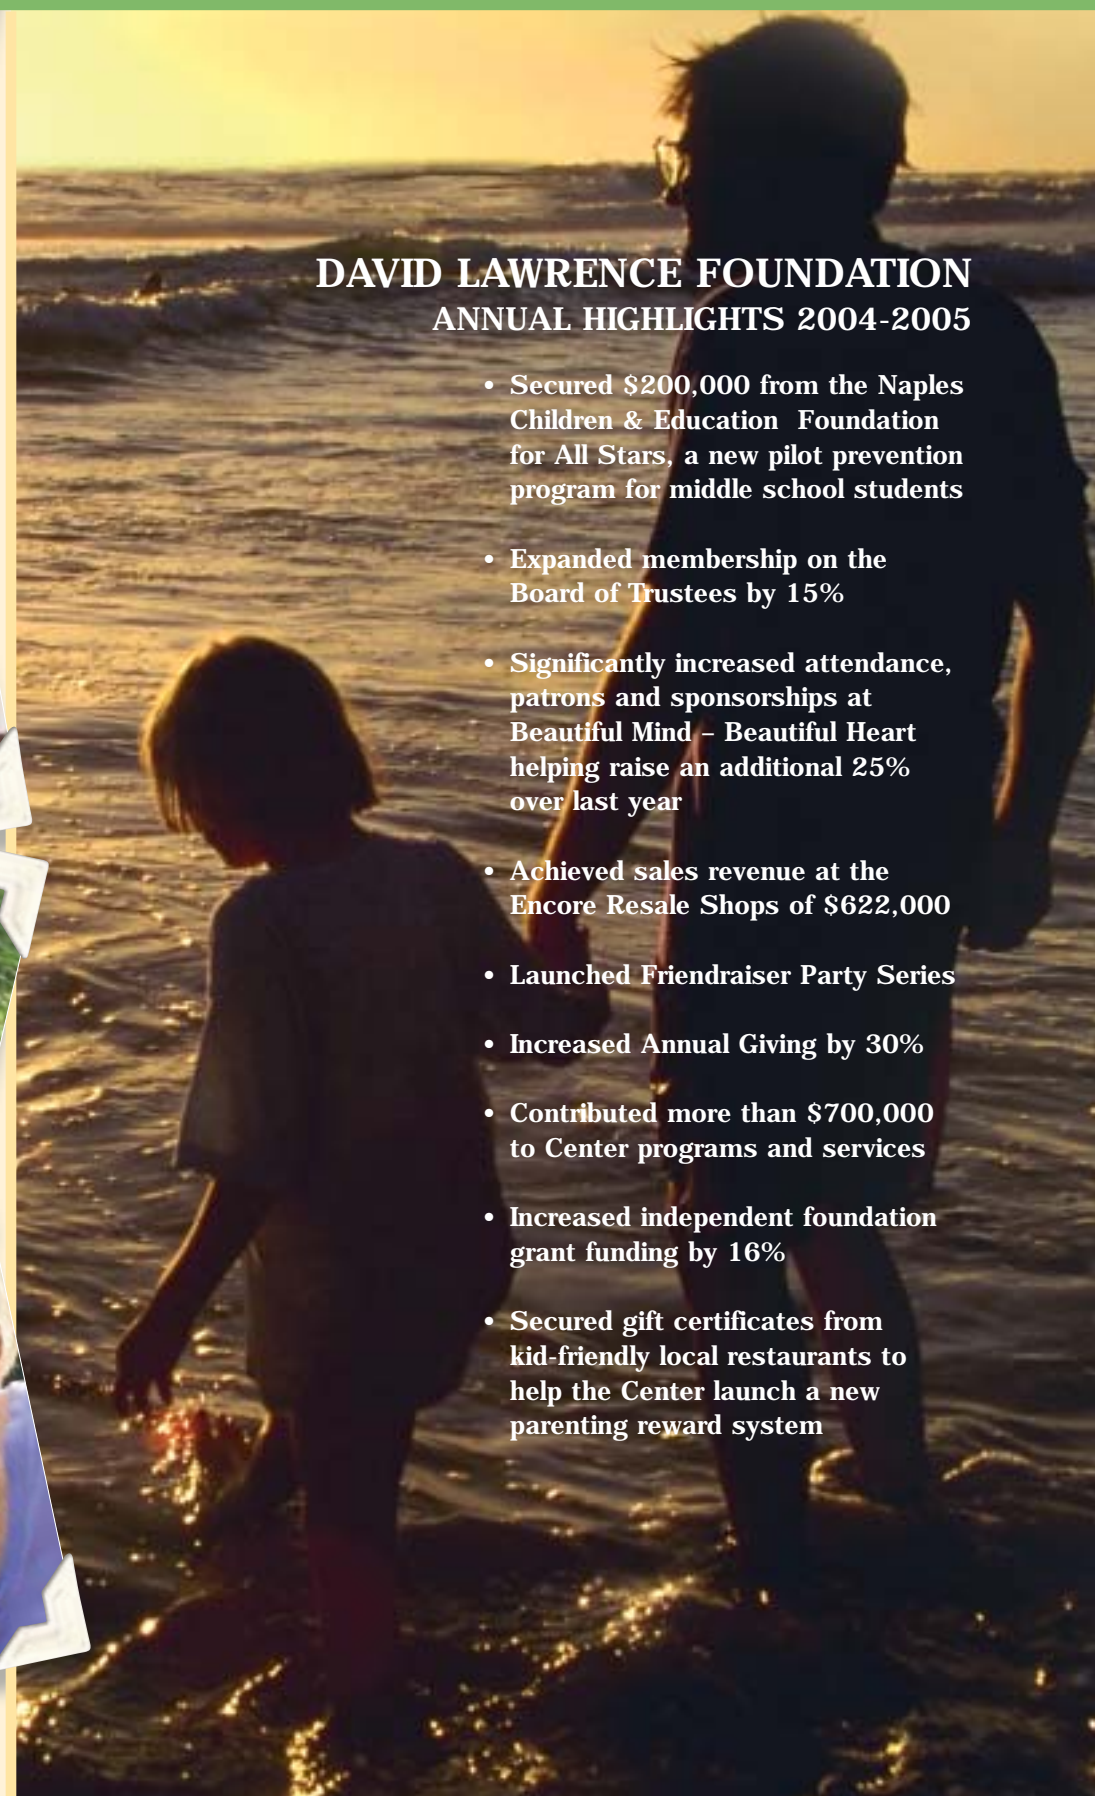 DAVID LAWRENCE FOUNDATION
ANNUAL HIGHLIGHTS 2004-2005
• Secured $200,000 from the Naples
Children & Education Foundation
for All Stars, a new pilot prevention
program for middle school students
• Expanded membership on the
Board of Trustees by 15%
• Significantly increased attendance,
patrons and sponsorships at
Beautiful Mind – Beautiful Heart
helping raise an additional 25%
over last year
• Achieved sales revenue at the
Encore Resale Shops of $622,000
• Launched Friendraiser Party Series
• Increased Annual Giving by 30%
• Contributed more than $700,000
to Center programs and services
• Increased independent foundation
grant funding by 16%
• Secured gift certificates from
kid-friendly local restaurants to
help the Center launch a new
parenting reward system